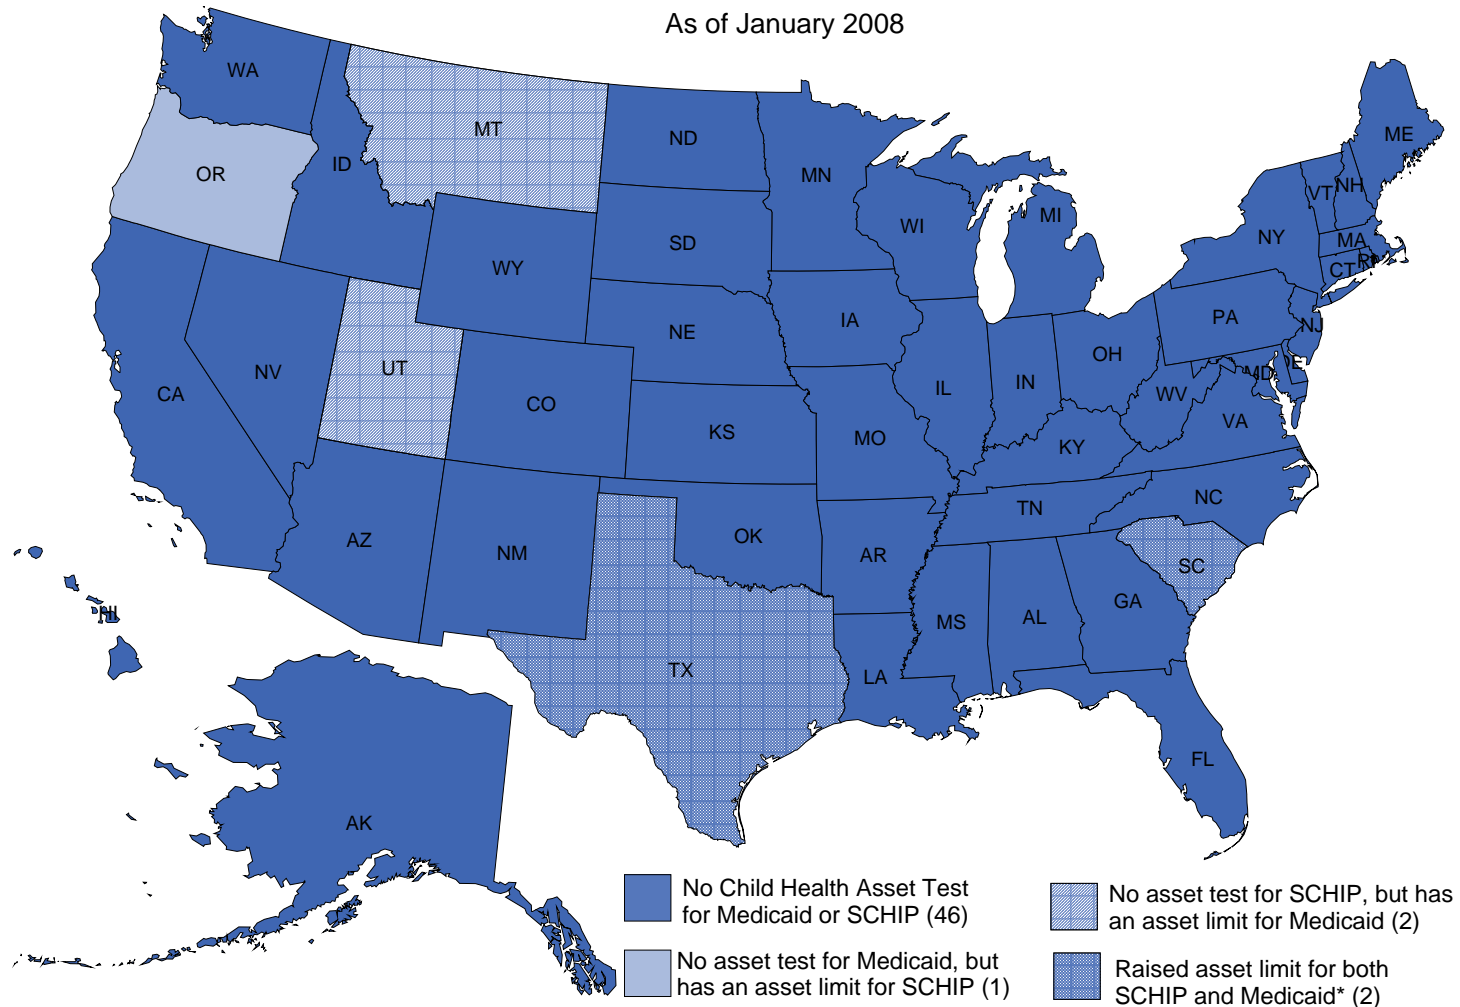 As of January 2008
WA
MT
ND
MN
ME
OR
ID
WI
MI
VT
NH
NY
MA
CT
RI
SD
WY
IA
PA
NJ
NE
OH
IL
IN
MD
DE
WV
VA
NV
UT
CO
CA
KS
MO
KY
NC
TN
AZ
NM
OK
AR
SC
HI
MS
AL
GA
TX
LA
FL
AK
No Child Health Asset Test
for Medicaid or SCHIP (46)
No asset test for Medicaid, but
has an asset limit for SCHIP (1)
No asset test for SCHIP, but has
an asset limit for Medicaid (2)
Raised asset limit for both
SCHIP and Medicaid* (2)